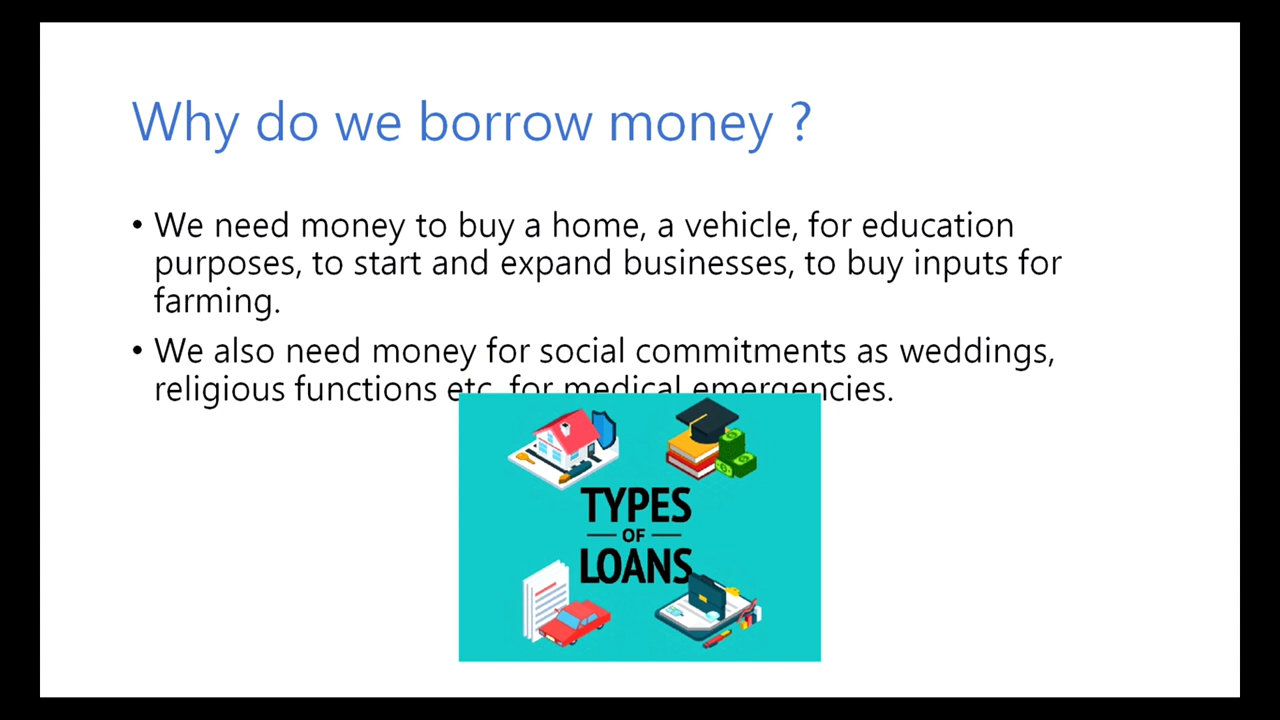 Why do we borrow money ?
• We need money to buy a home, a vehicle, for education
purposes, to start and expand businesses, to buy inputs for
farming.
• We also need money for social commitments as weddings,
religious functions etc. for medical emergencies.
TYPES
OF
LOANS